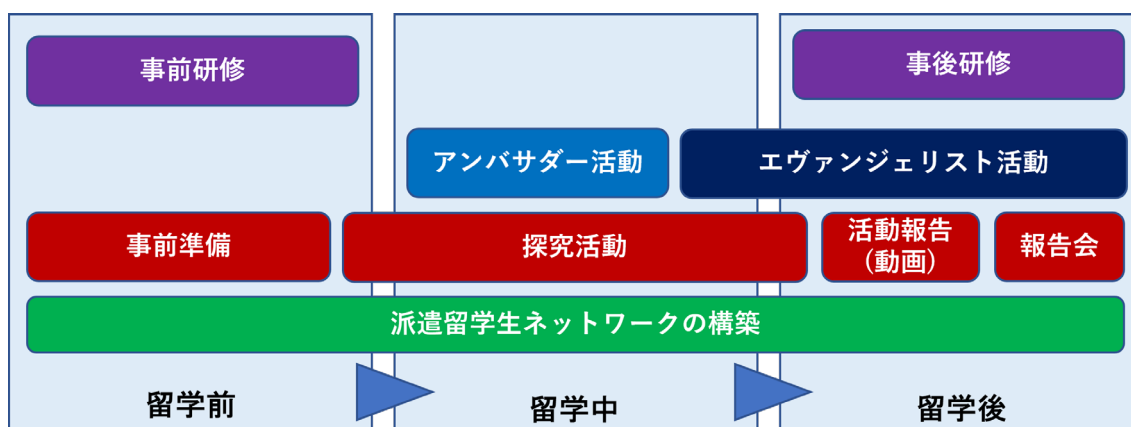 事前研修
事後研修
アンバサダー活動
エヴァンジェリスト活動
事前準備
探究活動
活動報告
(動画)
報告会
派遣留学生ネットワークの構築
留学前
留学中
留学後